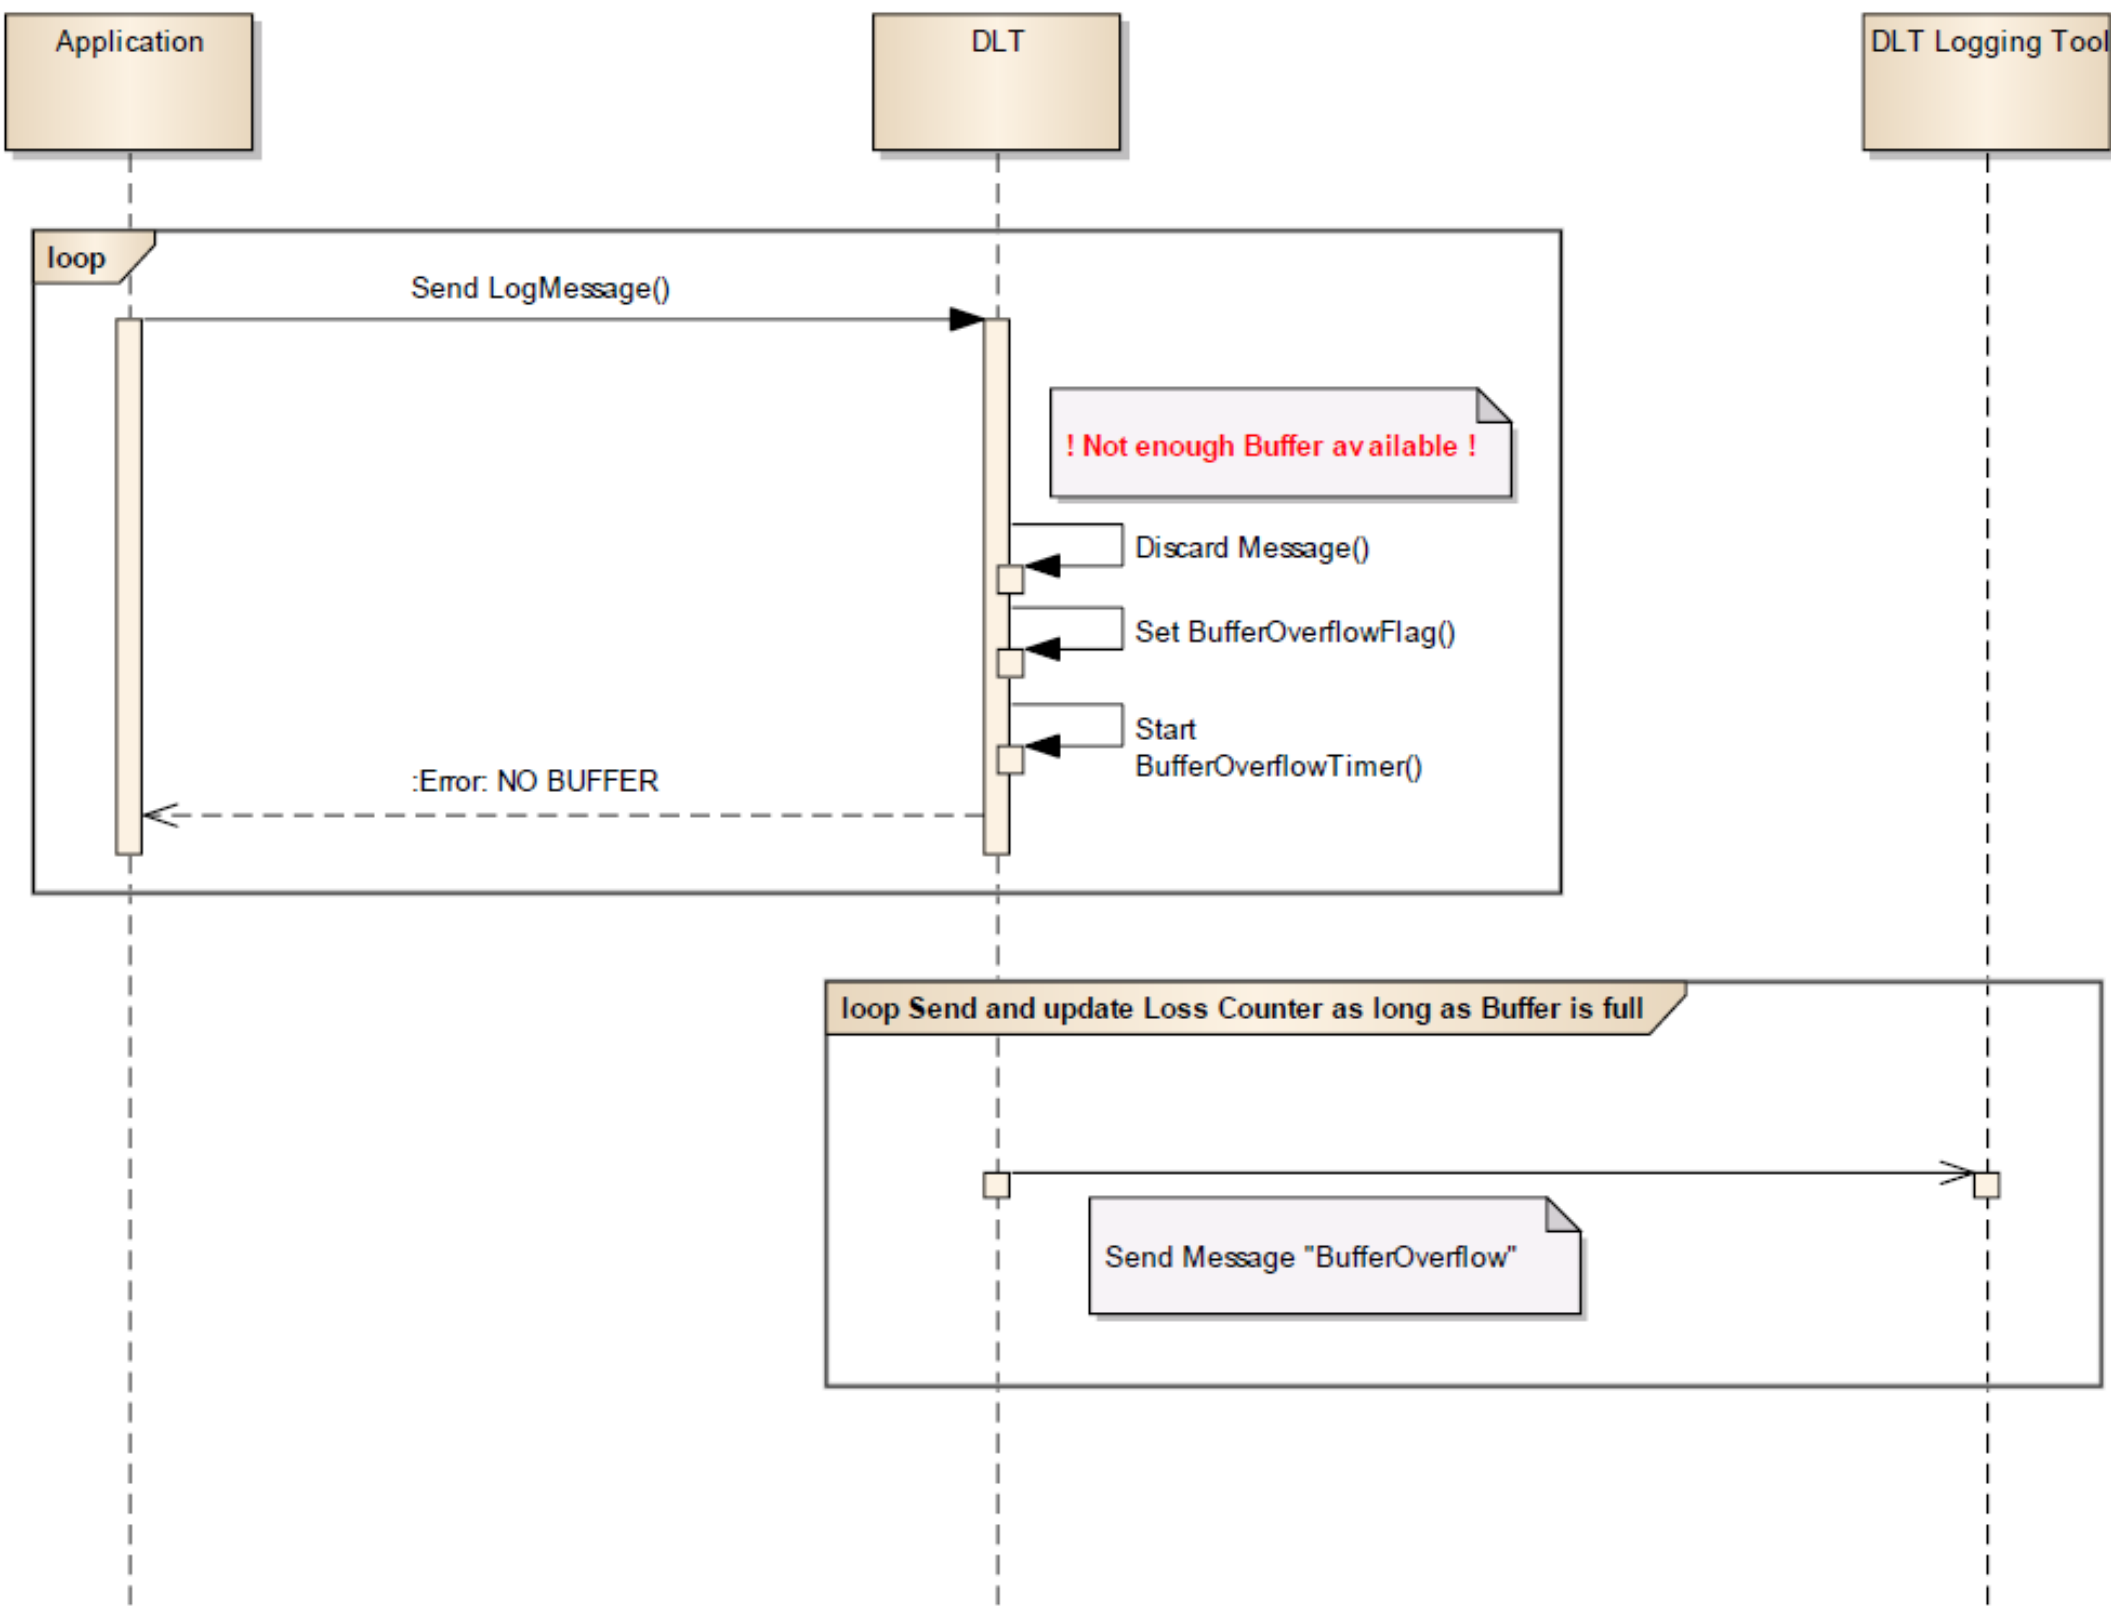 Application
DLT
DLT Logging Tool
loop
Send LogMessage()
! Not enough Buffer available !
Discard Message()
Set BufferOverflowFlag()
Start
BufferOverflowTimer()
:Error: NO BUFFER
loop Send and update Loss Counter as long as Buffer is full
Send Message "BufferOverflow"